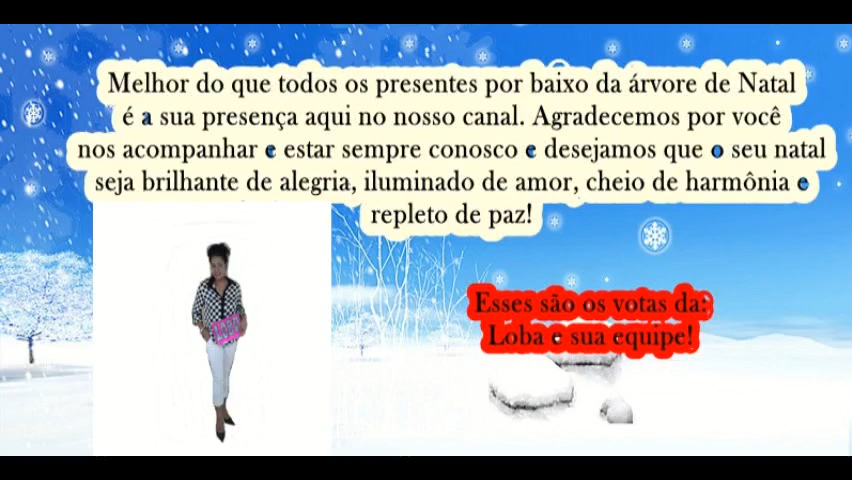 Melhor do que todos os presentes por baixo da árvore de Natal
é a sua presença aqui no nosso canal. Agradecemos por você
nos acompanhar e estar sempre conosco e desejamos que o seu natal
seja brilhante de alegria, iluminado de amor, cheio de harmônia e
repleto de paz!
Esses são os votas da:
Loba e sua equipe!